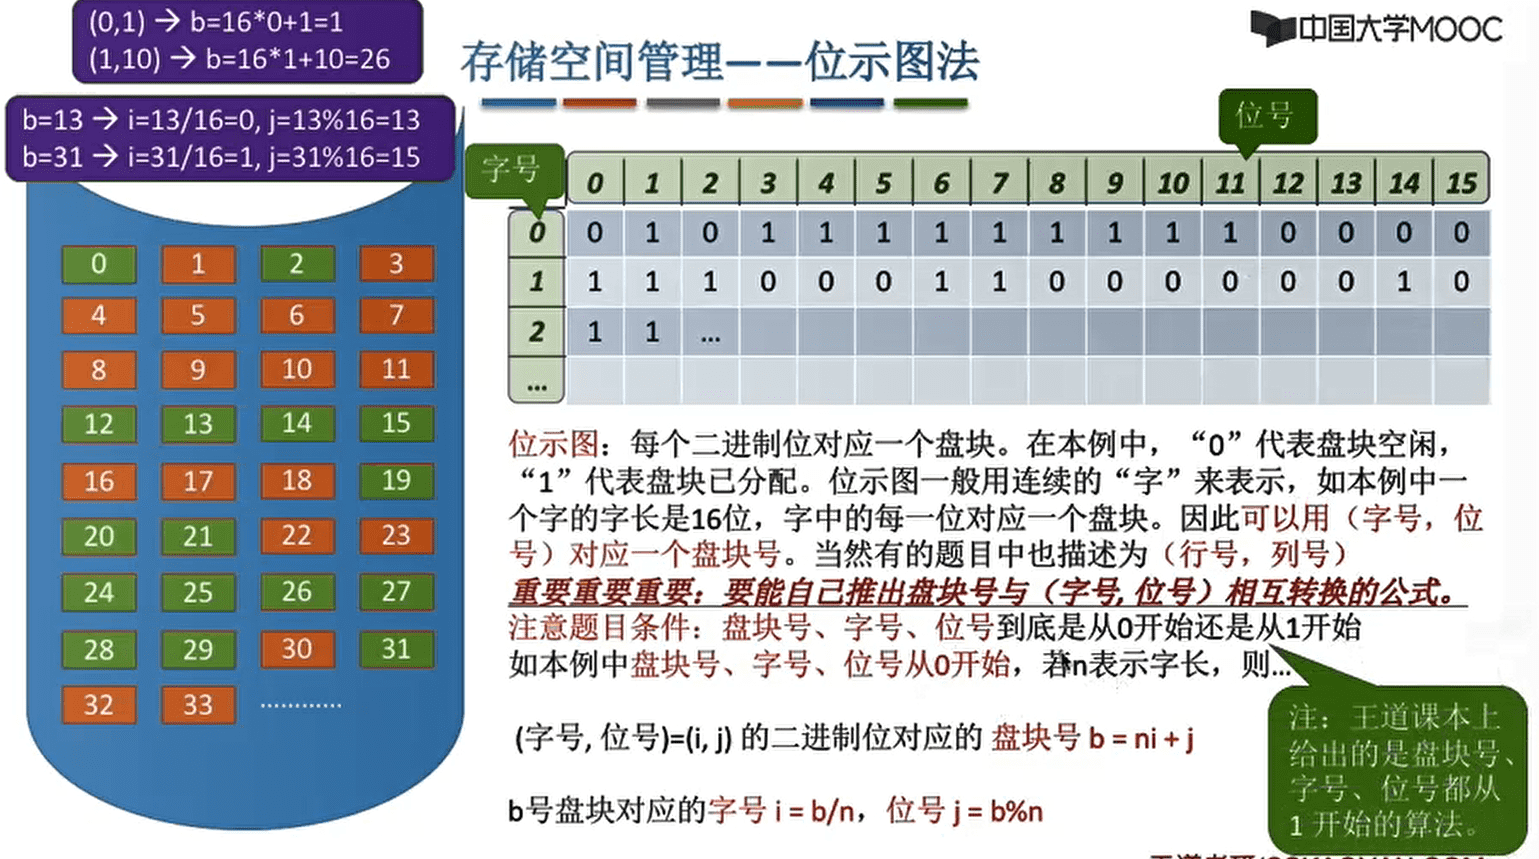 (0,1) → b=16*0+1=1
(1,10) → b=16*1+10=26
中国大学MOOC
存储空间管理——位示图法
b=13 → i=13/16=0, j=13%16=13
b=31 → i=31/16=1, j=31%16=15
字号
位号
0 1 2 3 4 5 6 7 8 9 10 11 12 13 14 15
0 0 1 0 1 1 1 1 1 1 1 1 1 0 0 0 0
1 1 1 1 0 0 0 1 1 0 0 0 0 0 0 1 0
2 1 1 ...
...
0 1 2 3
4 5 6 7
8 9 10 11
12 13 14 15
16 17 18 19
20 21 22 23
24 25 26 27
28 29 30 31
32 33 ............
位示图：每个二进制位对应一个盘块。在本例中，“0”代表盘块空闲，
“1”代表盘块已分配。位示图一般用连续的“字”来表示，如本例中一
个字的字长是16位，字中的每一位对应一个盘块。因此可以用（字号，位
号）对应一个盘块号。当然有的题目中也描述为（行号，列号）
重要重要重要：要能自己推出盘块号与（字号, 位号）相互转换的公式。
注意题目条件：盘块号、字号、位号到底是从0开始还是从1开始
如本例中盘块号、字号、位号从0开始，若n表示字长，则...
(字号, 位号)=(i, j) 的二进制位对应的 盘块号 b = ni + j
b号盘块对应的字号 i = b/n，位号 j = b%n
注：王道课本上
给出的是盘块号、
字号、位号都从
1 开始的算法。